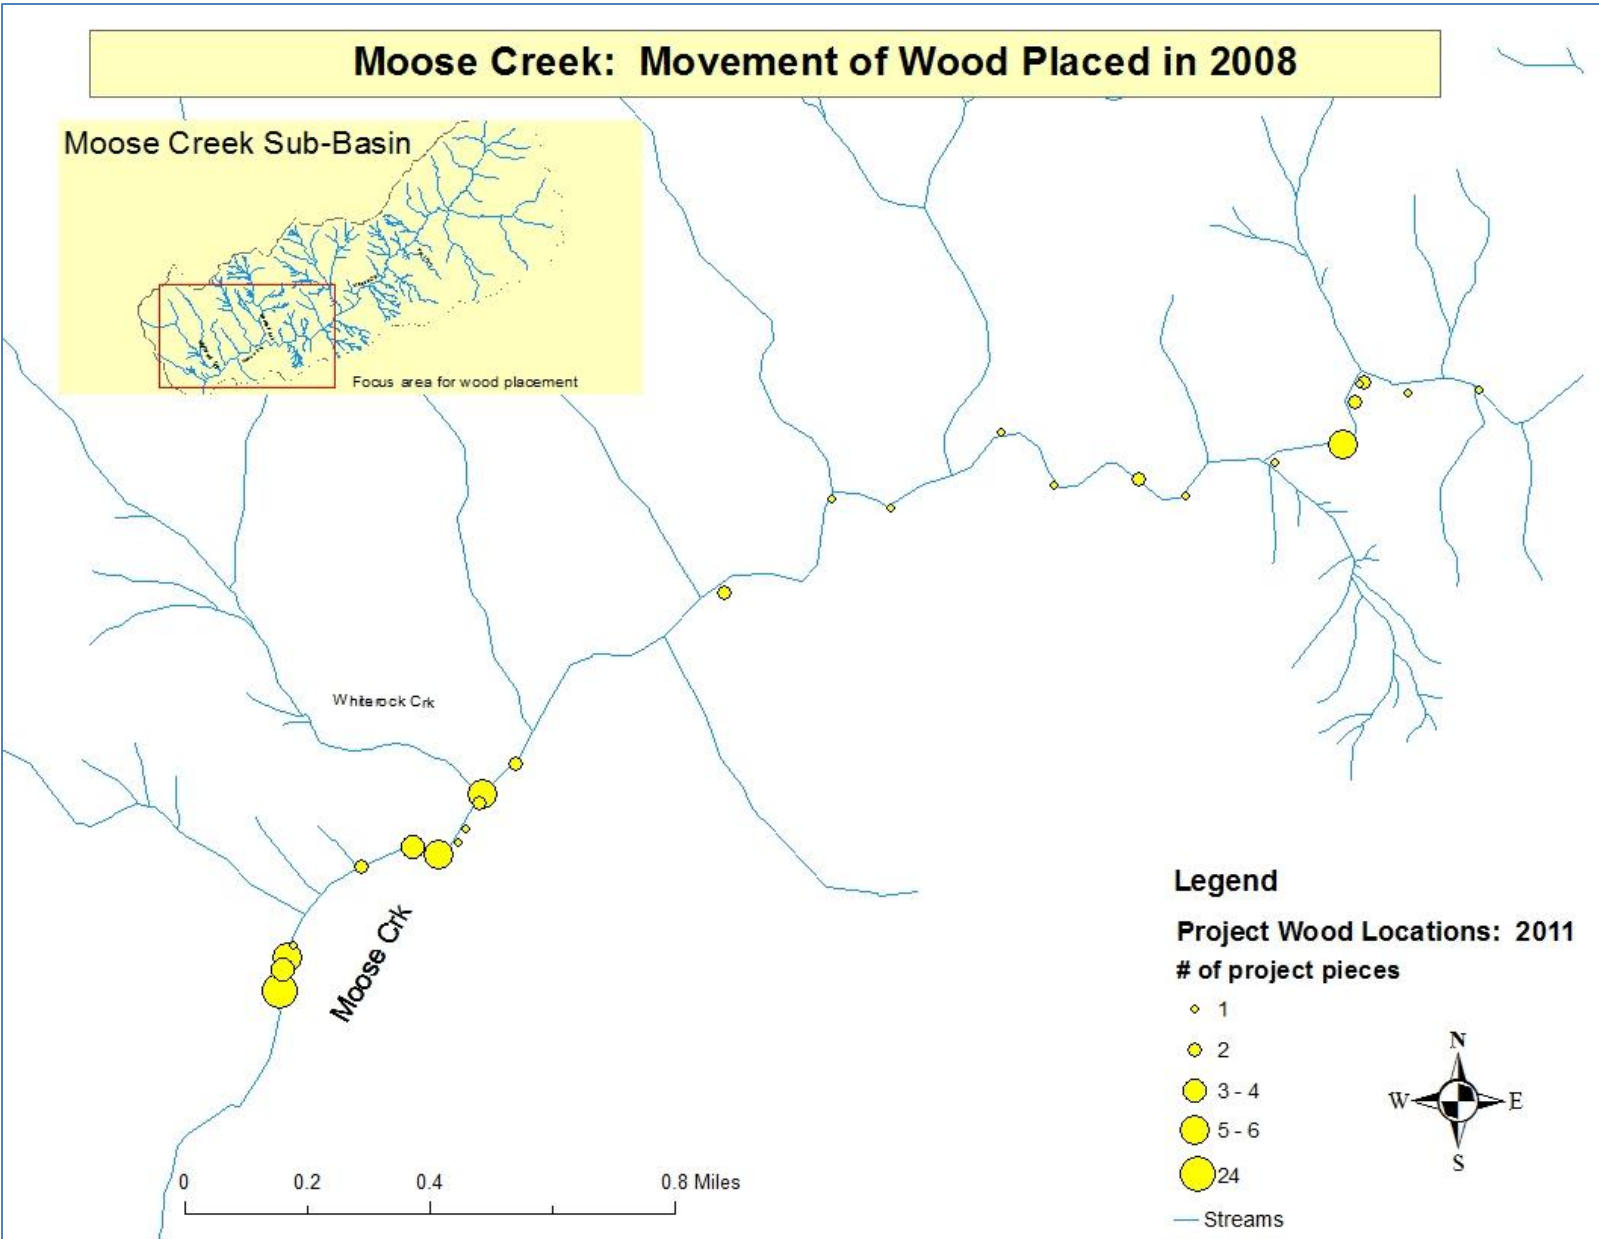 Moose Creek:  Movement of Wood Placed in 2008
Moose Creek Sub-Basin
Focus area for wood placement
Whiterock Crk
Moose Crk
Legend
Project Wood Locations:  2011
# of project pieces
1
2
3 - 4
5 - 6
24
Streams
N
W E
S
0 0.2 0.4 0.8 Miles